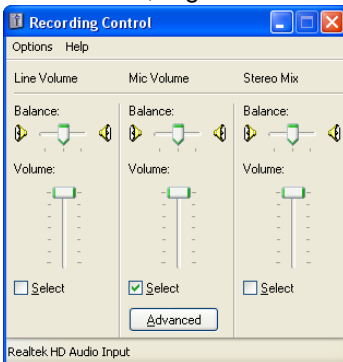 Recording Control
Options Help
Line Volume Mic Volume Stereo Mix
Balance: Balance: Balance:
Volume: Volume: Volume:
Select Select Select
Advanced
Realtek HD Audio Input